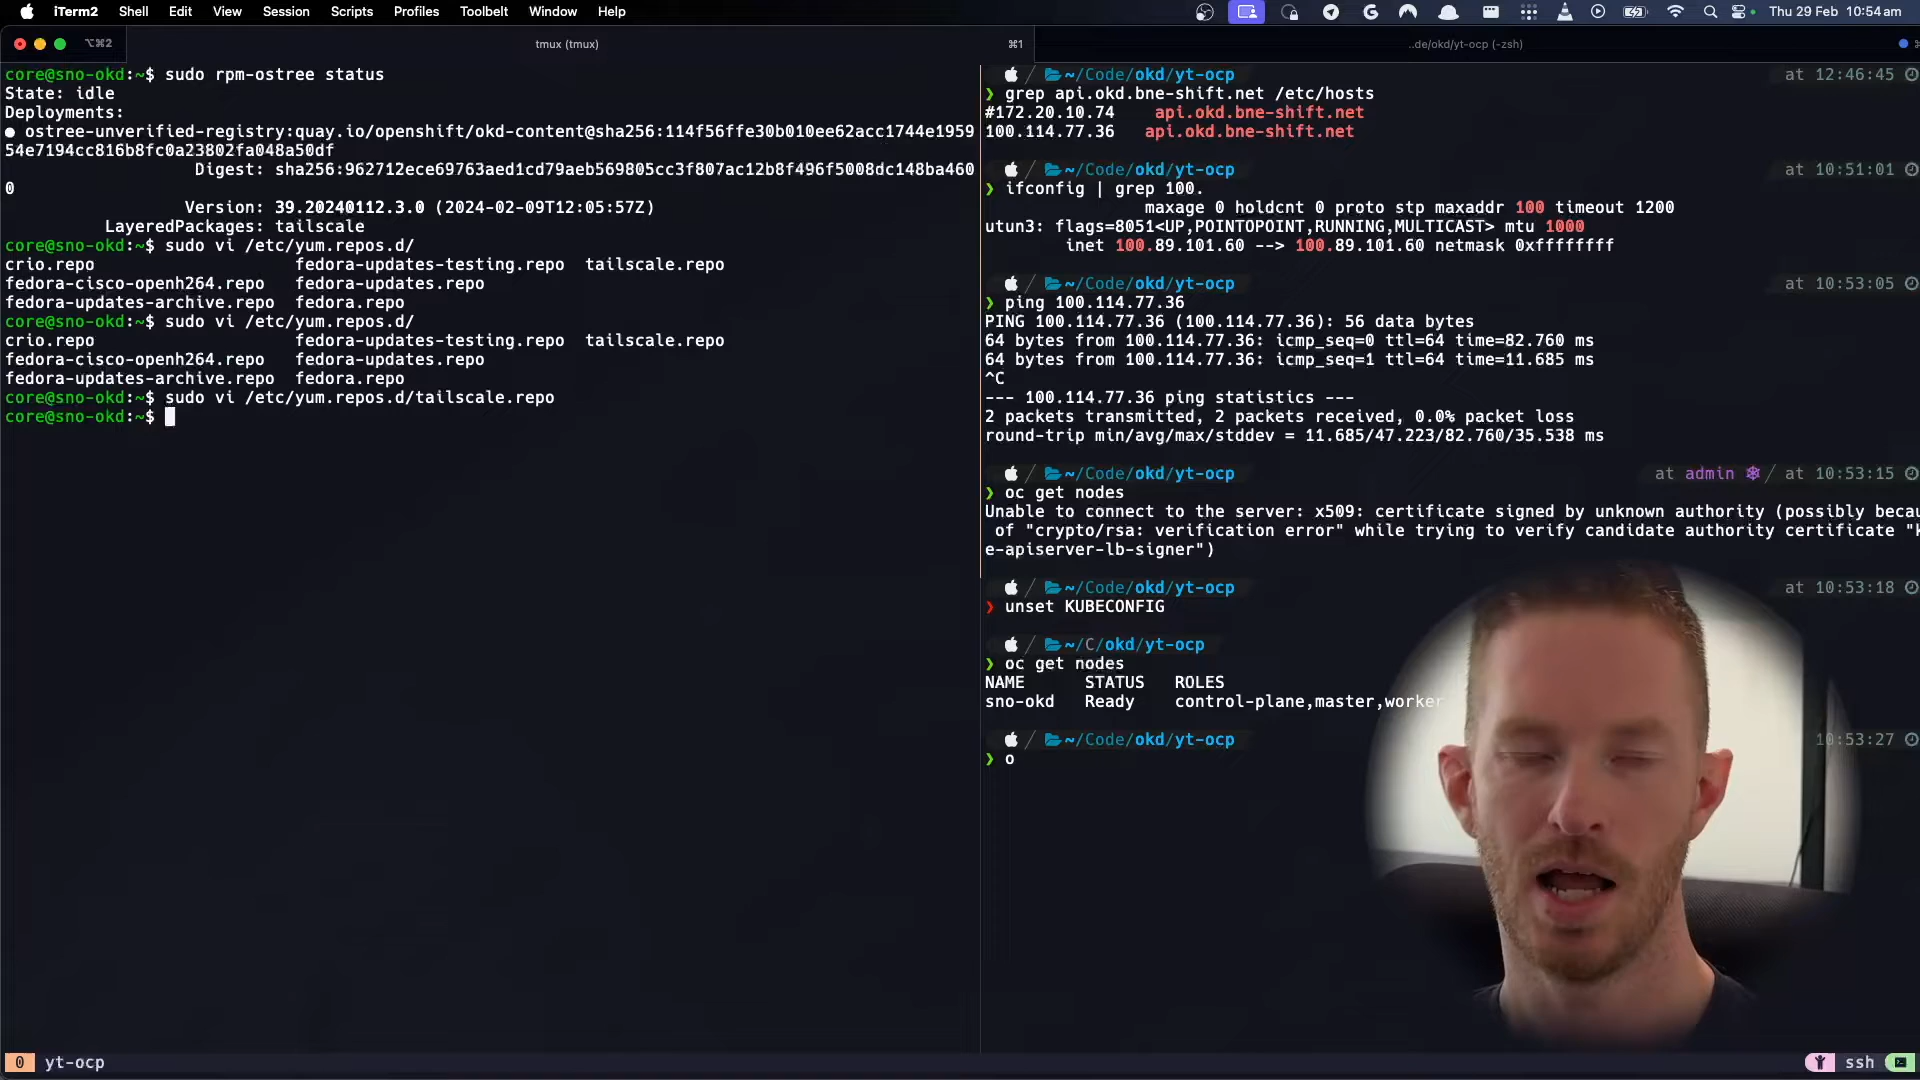 iTerm2 Shell Edit View Session Scripts Profiles Toolbelt Window Help
Thu 29 Feb 10:54 am
⌥⌘2
tmux (tmux)
⌘1
..de/okd/yt-ocp (-zsh)
core@sno-okd:~$ sudo rpm-ostree status
State: idle
Deployments:
● ostree-unverified-registry:quay.io/openshift/okd-content@sha256:114f56ffe30b010ee62acc1744e1959
54e7194cc816b8fc0a23802fa048a50df
Digest: sha256:962712ece69763aed1cd79aeb569805cc3f807ac12b8f496f5008dc148ba460
0
Version: 39.20240112.3.0 (2024-02-09T12:05:57Z)
LayeredPackages: tailscale
core@sno-okd:~$ sudo vi /etc/yum.repos.d/
crio.repo fedora-updates-testing.repo tailscale.repo
fedora-cisco-openh264.repo fedora-updates.repo
fedora-updates-archive.repo fedora.repo
core@sno-okd:~$ sudo vi /etc/yum.repos.d/
crio.repo fedora-updates-testing.repo tailscale.repo
fedora-cisco-openh264.repo fedora-updates.repo
fedora-updates-archive.repo fedora.repo
core@sno-okd:~$ sudo vi /etc/yum.repos.d/tailscale.repo
core@sno-okd:~$
~/Code/okd/yt-ocp at 12:46:45
❯ grep api.okd.bne-shift.net /etc/hosts
#172.20.10.74 api.okd.bne-shift.net
100.114.77.36 api.okd.bne-shift.net
~/Code/okd/yt-ocp at 10:51:01
❯ ifconfig | grep 100.
maxage 0 holdcnt 0 proto stp maxaddr 100 timeout 1200
utun3: flags=8051<UP,POINTOPOINT,RUNNING,MULTICAST> mtu 1000
inet 100.89.101.60 --> 100.89.101.60 netmask 0xffffffff
~/Code/okd/yt-ocp at 10:53:05
❯ ping 100.114.77.36
PING 100.114.77.36 (100.114.77.36): 56 data bytes
64 bytes from 100.114.77.36: icmp_seq=0 ttl=64 time=82.760 ms
64 bytes from 100.114.77.36: icmp_seq=1 ttl=64 time=11.685 ms
^C
--- 100.114.77.36 ping statistics ---
2 packets transmitted, 2 packets received, 0.0% packet loss
round-trip min/avg/max/stddev = 11.685/47.223/82.760/35.538 ms
~/Code/okd/yt-ocp at admin / at 10:53:15
❯ oc get nodes
Unable to connect to the server: x509: certificate signed by unknown authority (possibly becau
of "crypto/rsa: verification error" while trying to verify candidate authority certificate "k
e-apiserver-lb-signer")
~/Code/okd/yt-ocp at 10:53:18
❯ unset KUBECONFIG
~/C/okd/yt-ocp
❯ oc get nodes
NAME STATUS ROLES
sno-okd Ready control-plane,master,worker
~/Code/okd/yt-ocp 10:53:27
❯ o
0 yt-ocp
ssh